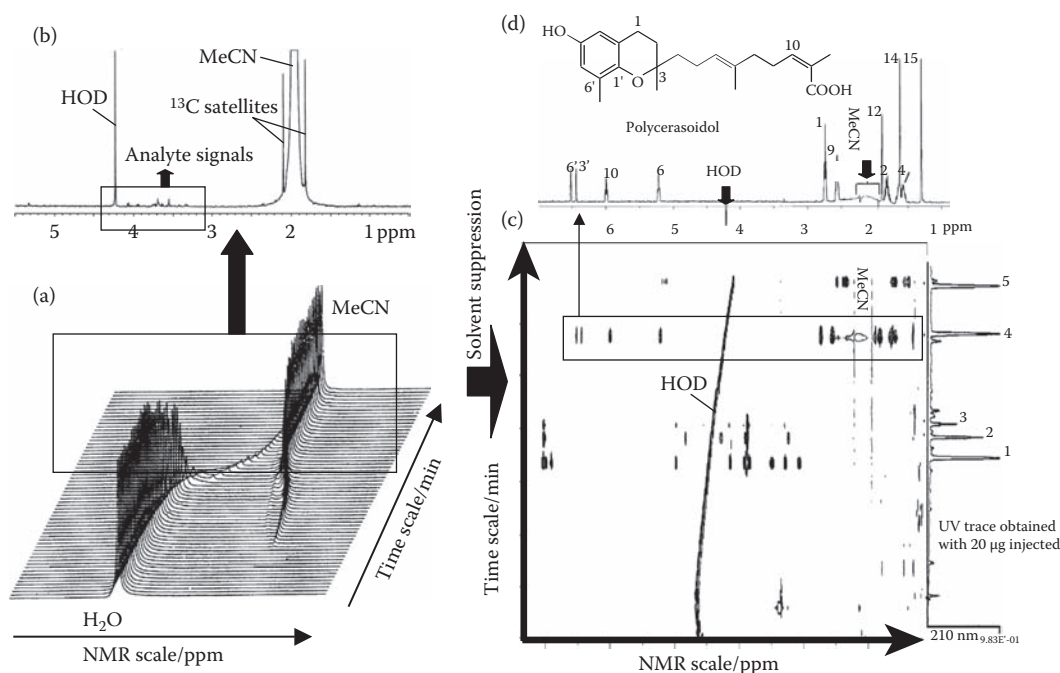 (b)
MeCN
HOD
¹³C satellites
Analyte signals
5 4 3 2 1 ppm
(a)
MeCN
H₂O
Time scale/min
NMR scale/ppm
Solvent suppression
(d)
HO
1
10
1'
3
6'
O
COOH
Polycerasoidol
14 15
12
1
9
MeCN
6' 3'
10
6
HOD
2 4
(c)
6 5 4 3 2 1 ppm
MeCN
HOD
5
4
3
2
1
Time scale/min
UV trace obtained
with 20 µg injected
210 nm 9.83E'-01
NMR scale/ppm